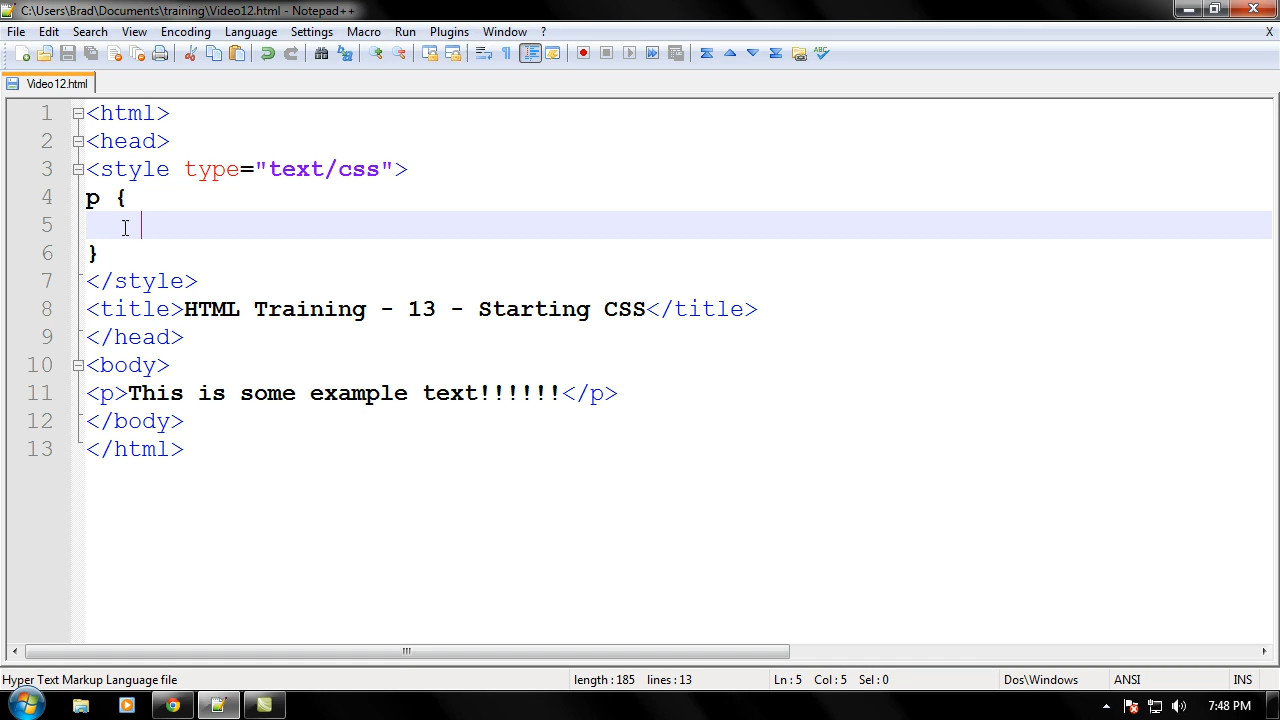 C:\Users\Brad\Documents\training\Video12.html - Notepad++
File Edit Search View Encoding Language Settings Macro Run Plugins Window ? X
Video12.html
1 <html>
2 <head>
3 <style type="text/css">
4 p {
5
6 }
7 </style>
8 <title>HTML Training - 13 - Starting CSS</title>
9 </head>
10 <body>
11 <p>This is some example text!!!!!!</p>
12 </body>
13 </html>
Hyper Text Markup Language file length : 185 lines : 13 Ln : 5 Col : 5 Sel : 0 Dos\Windows ANSI INS
7:48 PM